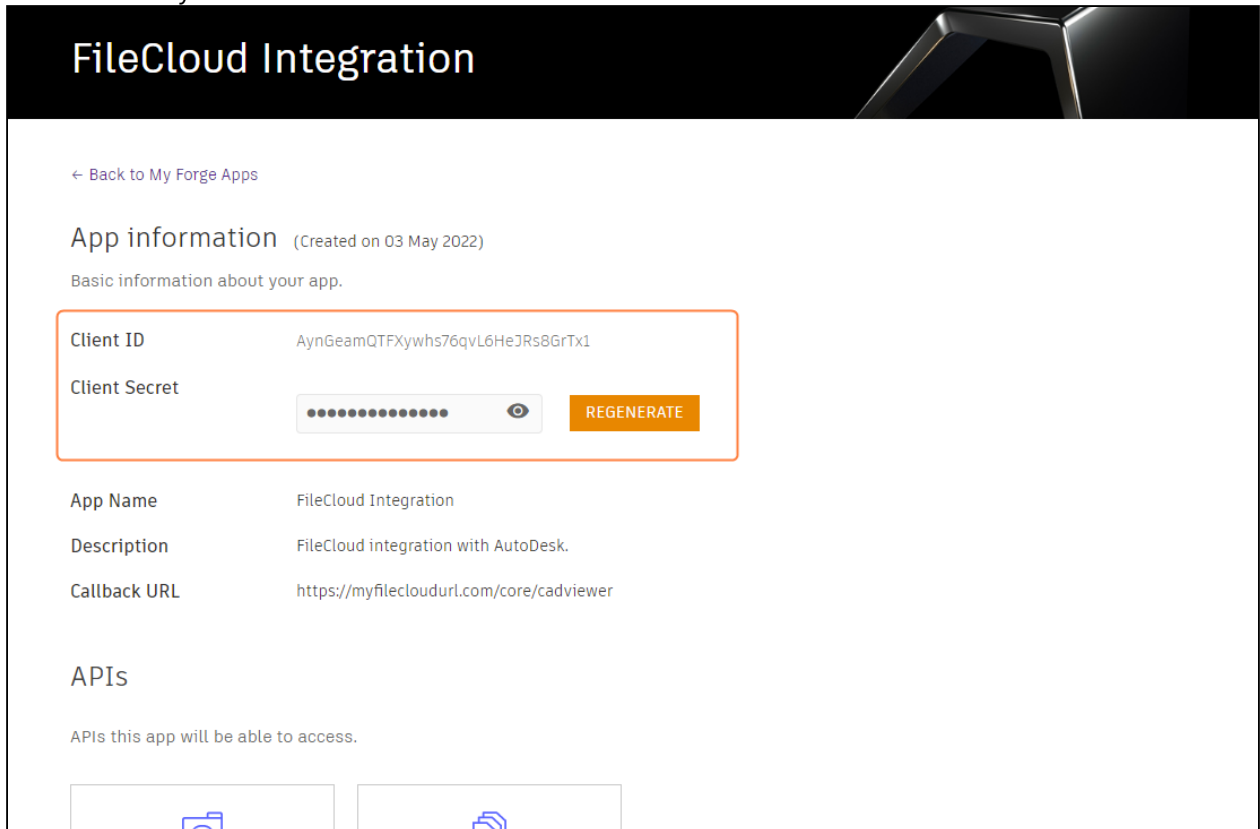 FileCloud Integration
← Back to My Forge Apps
App information (Created on 03 May 2022)
Basic information about your app.
Client ID AynGeamQTFXywhs76qvL6HeJRs8GrTx1
Client Secret
●●●●●●●●●●●●●● REGENERATE
App Name FileCloud Integration
Description FileCloud integration with AutoDesk.
Callback URL https://myfilecloudurl.com/core/cadviewer
APIs
APIs this app will be able to access.